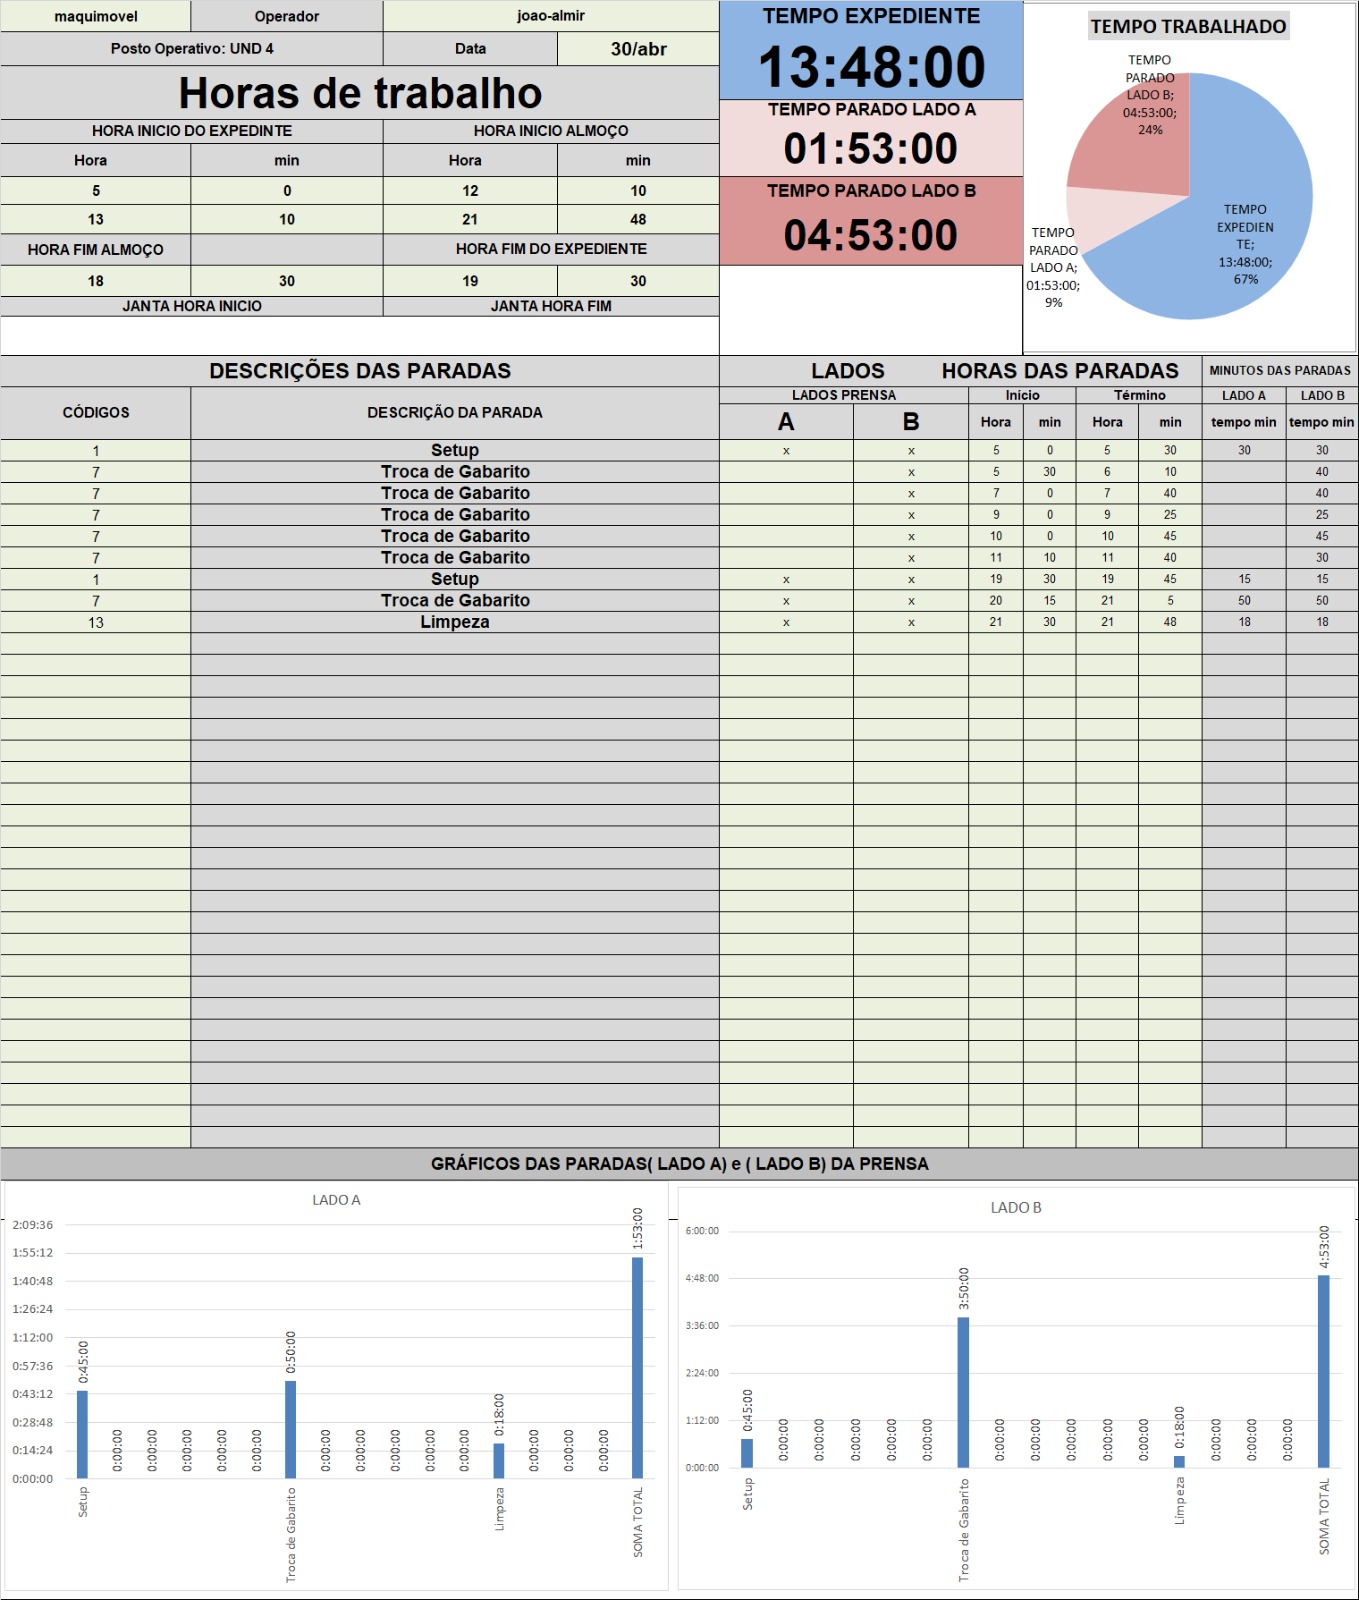 maquimovel Operador joao-almir
Posto Operativo: UND 4 Data 30/abr
Horas de trabalho
HORA INICIO DO EXPEDINTE HORA INICIO ALMOÇO
Hora min Hora min
5 0 12 10
13 10 21 48
HORA FIM ALMOÇO HORA FIM DO EXPEDIENTE
18 30 19 30
JANTA HORA INICIO JANTA HORA FIM
TEMPO EXPEDIENTE
13:48:00
TEMPO PARADO LADO A
01:53:00
TEMPO PARADO LADO B
04:53:00
TEMPO TRABALHADO
TEMPO
PARADO
LADO B;
04:53:00;
24%
TEMPO
EXPEDIEN
TE;
13:48:00;
67%
TEMPO
PARADO
LADO A;
01:53:00;
9%
DESCRIÇÕES DAS PARADAS LADOS HORAS DAS PARADAS MINUTOS DAS PARADAS
CÓDIGOS DESCRIÇÃO DA PARADA LADOS PRENSA Início Término LADO A LADO B
A B Hora min Hora min tempo min tempo min
1 Setup x x 5 0 5 30 30 30
7 Troca de Gabarito x 5 30 6 10 40
7 Troca de Gabarito x 7 0 7 40 40
7 Troca de Gabarito x 9 0 9 25 25
7 Troca de Gabarito x 10 0 10 45 45
7 Troca de Gabarito x 11 10 11 40 30
1 Setup x x 19 30 19 45 15 15
7 Troca de Gabarito x x 20 15 21 5 50 50
13 Limpeza x x 21 30 21 48 18 18
GRÁFICOS DAS PARADAS( LADO A) e ( LADO B) DA PRENSA
LADO A
2:09:36
1:55:12
1:40:48
1:26:24
1:12:00
0:57:36
0:43:12
0:28:48
0:14:24
0:00:00
0:45:00 0:00:00 0:00:00 0:00:00 0:00:00 0:00:00 0:50:00 0:00:00 0:00:00 0:00:00 0:00:00 0:00:00 0:18:00 0:00:00 0:00:00 0:00:00 1:53:00
Setup Troca de Gabarito Limpeza SOMA TOTAL
LADO B
6:00:00
4:48:00
3:36:00
2:24:00
1:12:00
0:00:00
0:45:00 0:00:00 0:00:00 0:00:00 0:00:00 0:00:00 3:50:00 0:00:00 0:00:00 0:00:00 0:00:00 0:00:00 0:18:00 0:00:00 0:00:00 0:00:00 4:53:00
Setup Troca de Gabarito Limpeza SOMA TOTAL